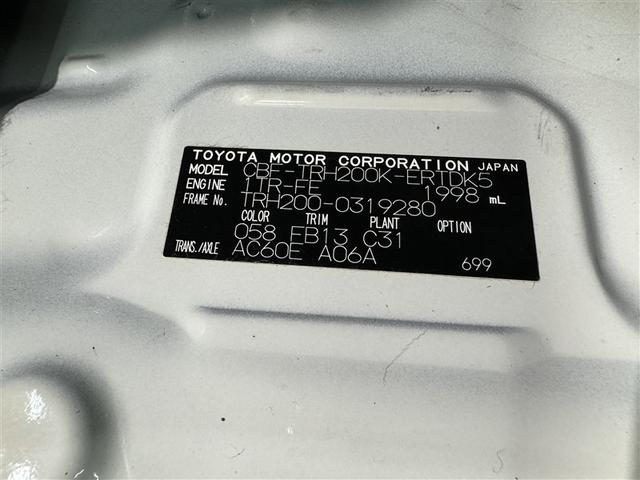 TOYOTA MOTOR CORPORATION JAPAN
MODEL CBF-TRH200K-ERTDK5
ENGINE 1TR-FE 1998 mL
FRAME No. TRH200-0319280
COLOR TRIM PLANT OPTION
058 FB13 C31
TRANS./AXLE AC60E A06A
699